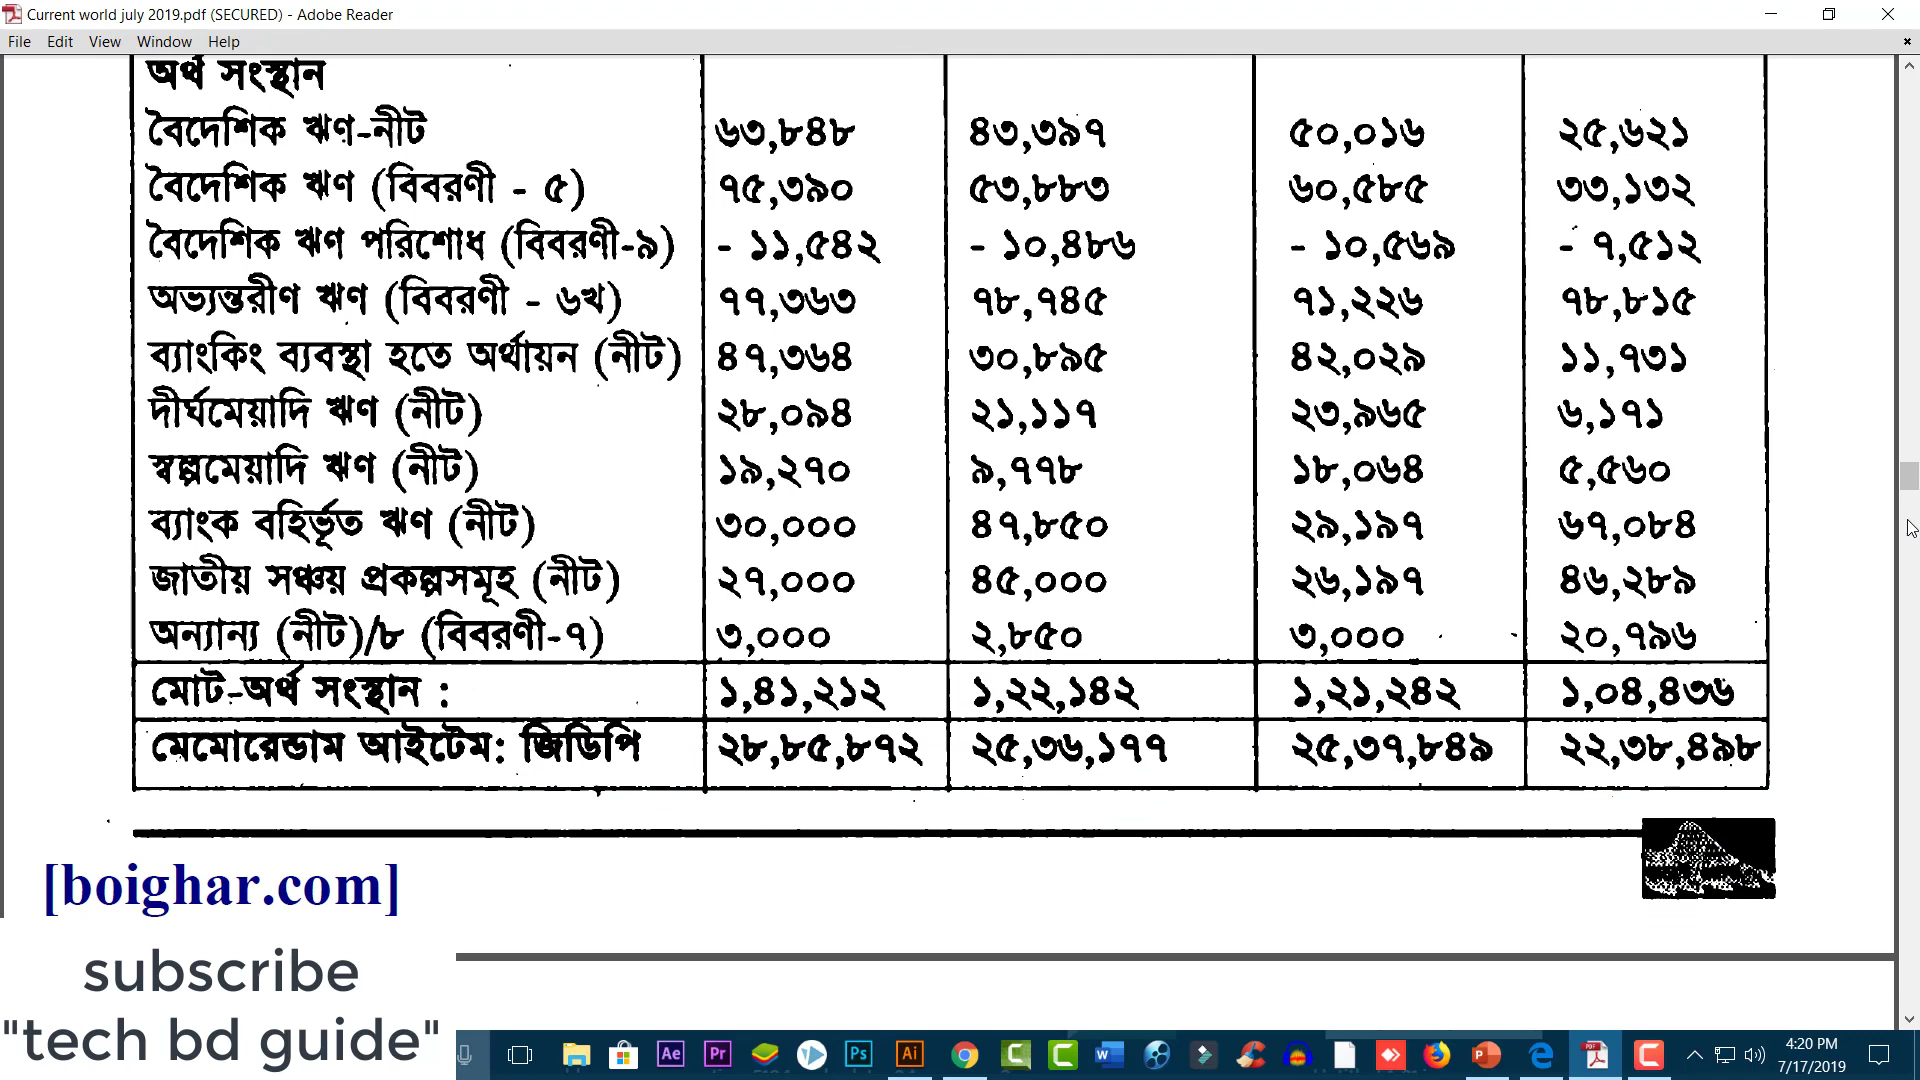 Current world july 2019.pdf (SECURED) - Adobe Reader
File Edit View Window Help
অর্থ সংস্থান
বৈদেশিক ঋণ-নীট ৬৩,৮৪৮ ৪৩,৩৯৭ ৫০,০১৬ ২৫,৬২১
বৈদেশিক ঋণ (বিবরণী - ৫) ৭৫,৩৯০ ৫৩,৮৮৩ ৬০,৫৮৫ ৩৩,১৩২
বৈদেশিক ঋণ পরিশোধ (বিবরণী-৯) - ১১,৫৪২ - ১০,৪৮৬ - ১০,৫৬৯ - ৭,৫১২
অভ্যন্তরীণ ঋণ (বিবরণী - ৬খ) ৭৭,৩৬৩ ৭৮,৭৪৫ ৭১,২২৬ ৭৮,৮১৫
ব্যাংকিং ব্যবস্থা হতে অর্থায়ন (নীট) ৪৭,৩৬৪ ৩০,৮৯৫ ৪২,০২৯ ১১,৭৩১
দীর্ঘমেয়াদি ঋণ (নীট) ২৮,০৯৪ ২১,১১৭ ২৩,৯৬৫ ৬,১৭১
স্বল্পমেয়াদি ঋণ (নীট) ১৯,২৭০ ৯,৭৭৮ ১৮,০৬৪ ৫,৫৬০
ব্যাংক বহির্ভূত ঋণ (নীট) ৩০,০০০ ৪৭,৮৫০ ২৯,১৯৭ ৬৭,০৮৪
জাতীয় সঞ্চয় প্রকল্পসমূহ (নীট) ২৭,০০০ ৪৫,০০০ ২৬,১৯৭ ৪৬,২৮৯
অন্যান্য (নীট)/৮ (বিবরণী-৭) ৩,০০০ ২,৮৫০ ৩,০০০ ২০,৭৯৬
মোট-অর্থ সংস্থান : ১,৪১,২১২ ১,২২,১৪২ ১,২১,২৪২ ১,০৪,৪৩৬
মেমোরেন্ডাম আইটেম: জিডিপি ২৮,৮৫,৮৭২ ২৫,৩৬,১৭৭ ২৫,৩৭,৮৪৯ ২২,৩৮,৪৯৮
[boighar.com]
subscribe
"tech bd guide"
4:20 PM
7/17/2019